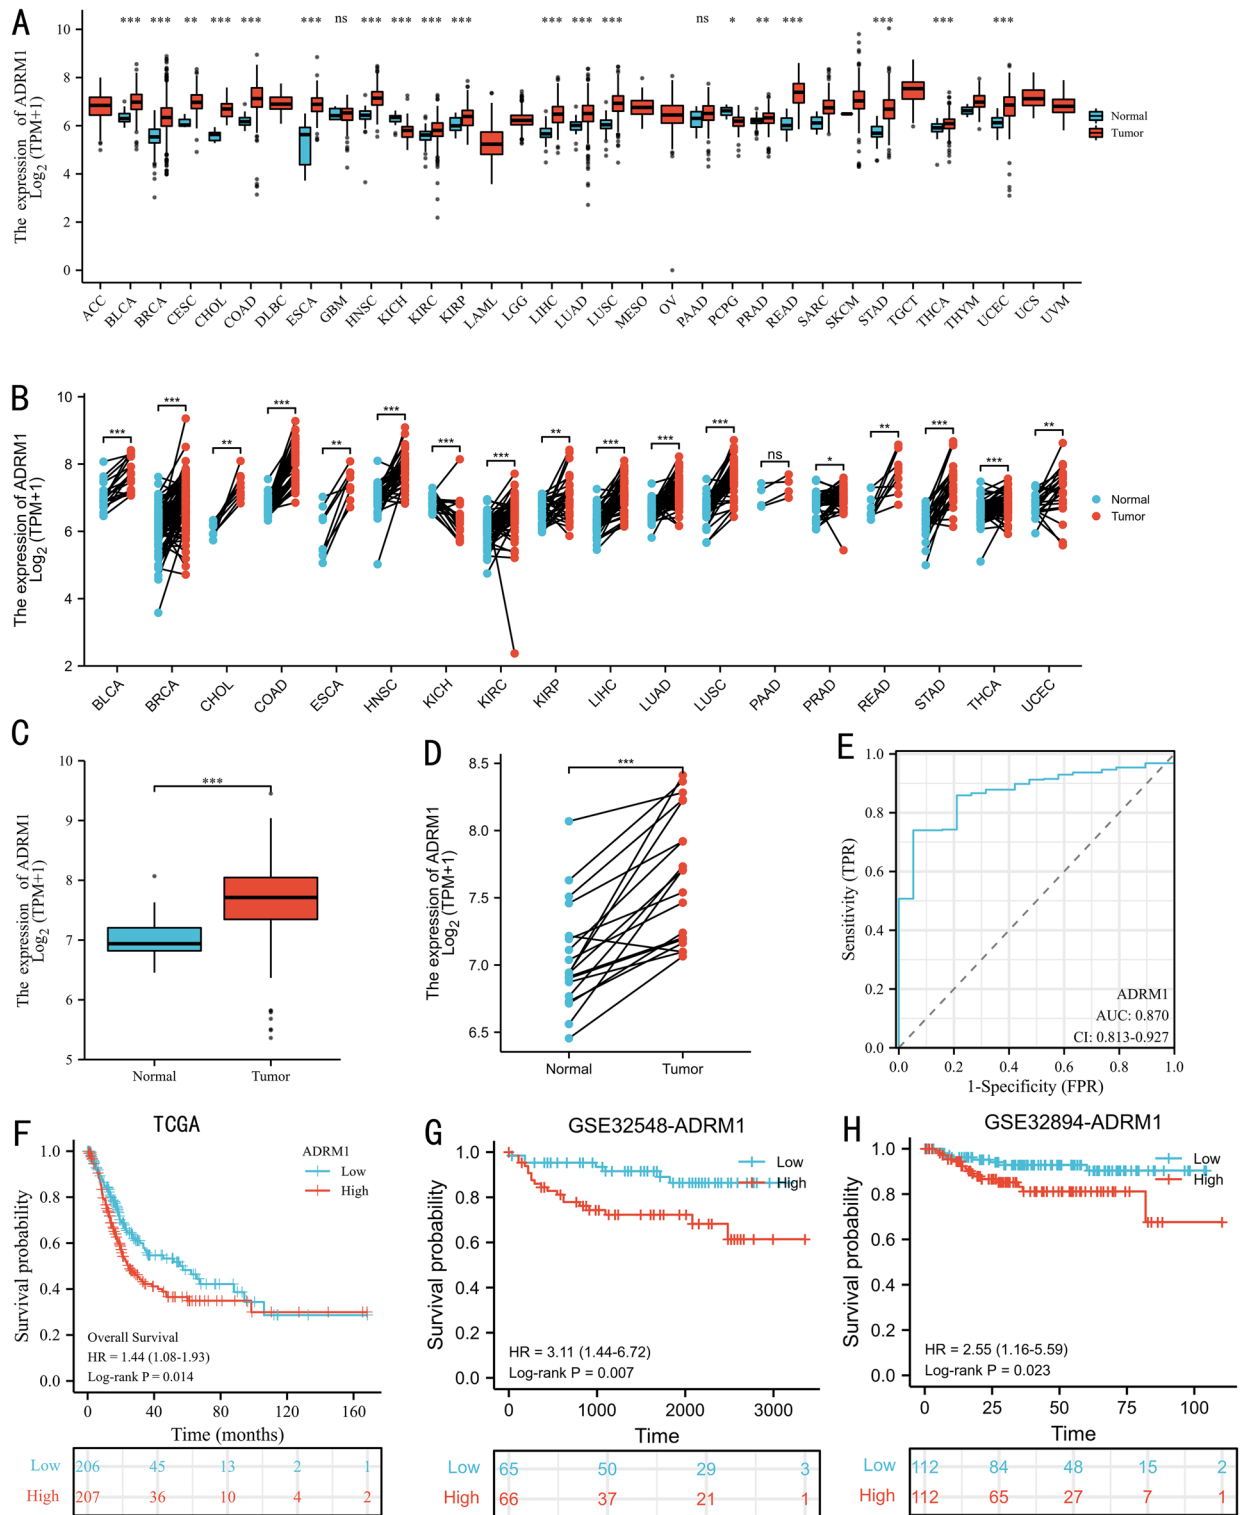 A
The expression of ADRM1
Log2 (TPM+1)
10
8
6
4
2
0
*** *** ** *** *** *** ns *** *** *** *** *** *** *** ns * ** *** *** *** ***
Normal
Tumor
ACC BLCA BRCA CESC CHOL COAD DLBC ESCA GBM HNSC KICH KIRC KIRP LAML LGG LIHC LUAD LUSC MESO OV PAAD PCPG PRAD READ SARC SKCM STAD TGCT THCA THYM UCEC UCS UVM
B
The expression of ADRM1
Log2 (TPM+1)
10
8
6
4
2
*** *** ** *** ** *** *** *** ** *** *** *** ns * ** *** *** **
Normal
Tumor
BLCA BRCA CHOL COAD ESCA HNSC KICH KIRC KIRP LIHC LUAD LUSC PAAD PRAD READ STAD THCA UCEC
C
The expression of ADRM1
Log2 (TPM+1)
10
9
8
7
6
5
***
Normal Tumor
D
The expression of ADRM1
Log2 (TPM+1)
8.5
8.0
7.5
7.0
6.5
***
Normal Tumor
E
Sensitivity (TPR)
1.0
0.8
0.6
0.4
0.2
0.0
ADRM1
AUC: 0.870
CI: 0.813-0.927
0.0 0.2 0.4 0.6 0.8 1.0
1-Specificity (FPR)
F
TCGA
Survival probability
1.0
0.8
0.6
0.4
0.2
0.0
ADRM1
Low
High
Overall Survival
HR = 1.44 (1.08-1.93)
Log-rank P = 0.014
0 40 80 120 160
Time (months)
Low 206 45 13 2 1
High 207 36 10 4 2
G
GSE32548-ADRM1
Survival probability
1.0
0.8
0.6
0.4
0.2
0.0
Low
High
HR = 3.11 (1.44-6.72)
Log-rank P = 0.007
0 1000 2000 3000
Time
Low 65 50 29 3
High 66 37 21 1
H
GSE32894-ADRM1
Survival probability
1.0
0.8
0.6
0.4
0.2
0.0
Low
High
HR = 2.55 (1.16-5.59)
Log-rank P = 0.023
0 25 50 75 100
Time
Low 112 84 48 15 2
High 112 65 27 7 1